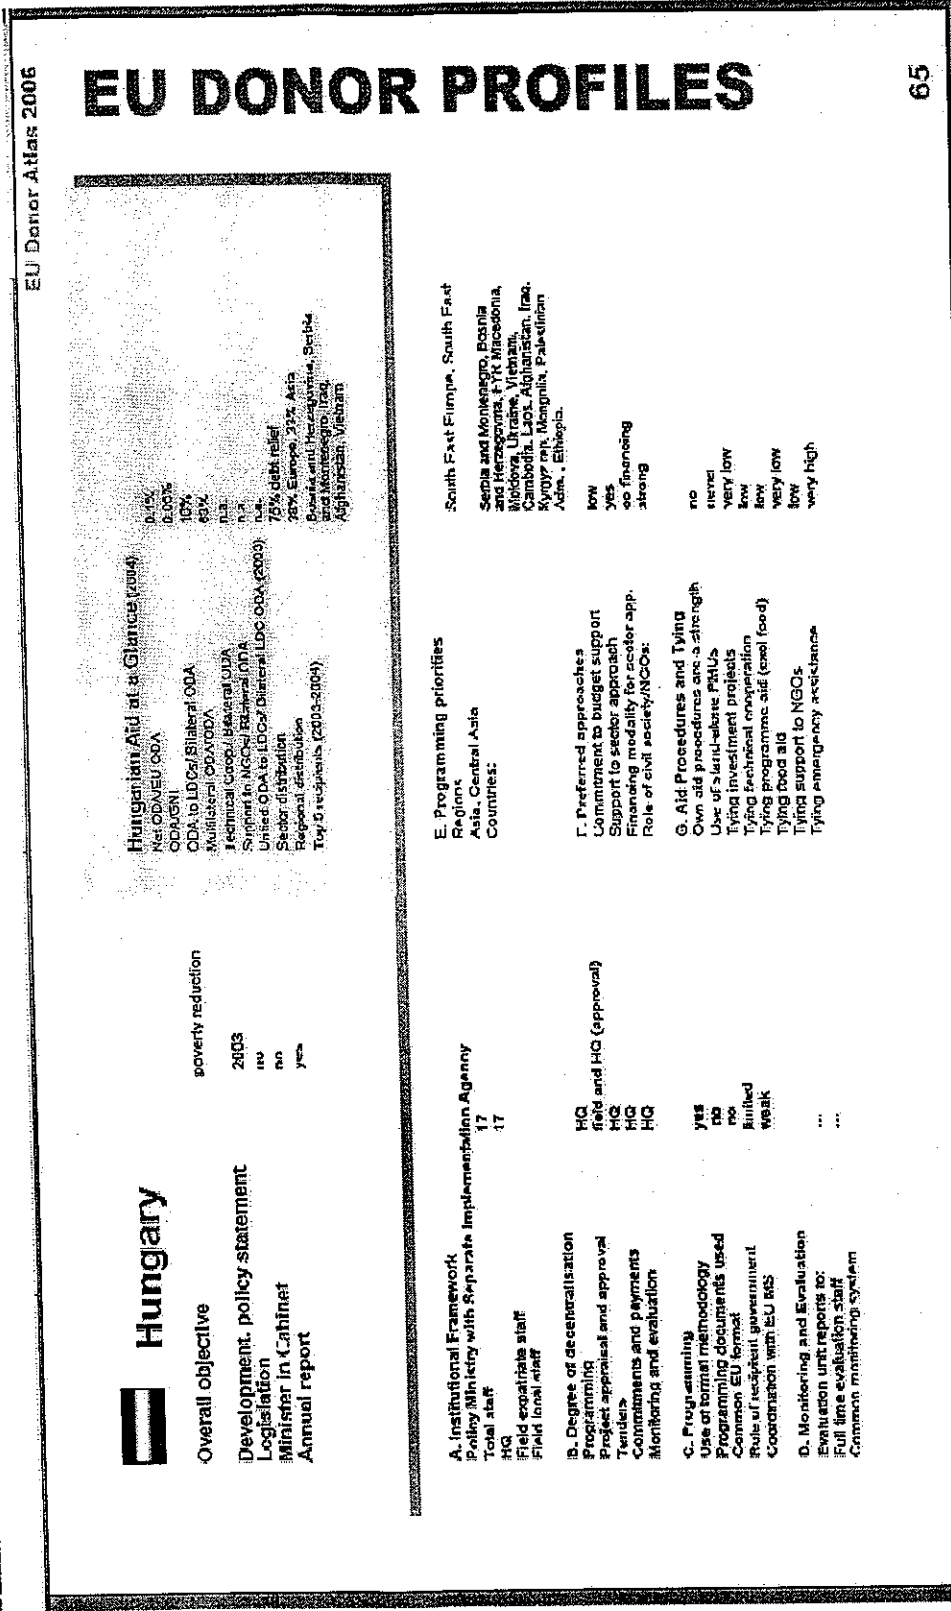 EU Donor Atlas 2006
EU DONOR PROFILES
Hungary
Overall objective poverty reduction
Development policy statement 2003
Legislation no
Minister in Cabinet no
Annual report yes
Hungarian Aid at a Glance (2004)
Net ODA/EU ODA 0.1%
ODA/GNI 0.06%
ODA to LDCs/ Bilateral ODA 10%
Multilateral ODA/ODA
Technical Coop./ Bilateral ODA n.a.
Support to NGOs/ Bilateral ODA n.a.
Untied ODA to LDCs/ Bilateral LDC ODA (2003) n.a.
Sector distribution 76% debt relief
Regional distribution Europe, Asia
Top 5 recipients (2003-2004) Bosnia and Herzegovina, Serbia
and Montenegro, Iraq,
Afghanistan, Vietnam
A. Institutional Framework
Policy Ministry with Separate Implementation Agency
Total staff 17
HQ 17
Field expatriate staff
Field local staff
B. Degree of decentralisation
Programming HQ
Project appraisal and approval field and HQ (approval)
Tenders HQ
Commitments and payments HQ
Monitoring and evaluation HQ
C. Programming
Use of formal methodology yes
Programming documents used no
Common EU format no
Role of recipient government limited
Coordination with EU MS weak
D. Monitoring and Evaluation
Evaluation unit reports to: ...
Full time evaluation staff ...
Common monitoring system
E. Programming priorities
Regions South East Europe, South East
Asia, Central Asia
Countries: Serbia and Montenegro, Bosnia
and Herzegovina, FYR Macedonia,
Moldova, Ukraine, Vietnam,
Cambodia, Laos, Afghanistan, Iraq,
Kyrgyz rep, Mongolia, Palestinian
Adm., Ethiopia.
F. Preferred approaches
Commitment to budget support low
Support to sector approach yes
Financing modality for sector app. no financing
Role of civil society/NGOs: strong
G. Aid Procedures and Tying
Own aid procedures are a strength no
Use of stand-alone PMUs
Tying investment projects very low
Tying technical cooperation low
Tying programme aid (excl food) low
Tying food aid very low
Tying support to NGOs low
Tying emergency assistance very high
65